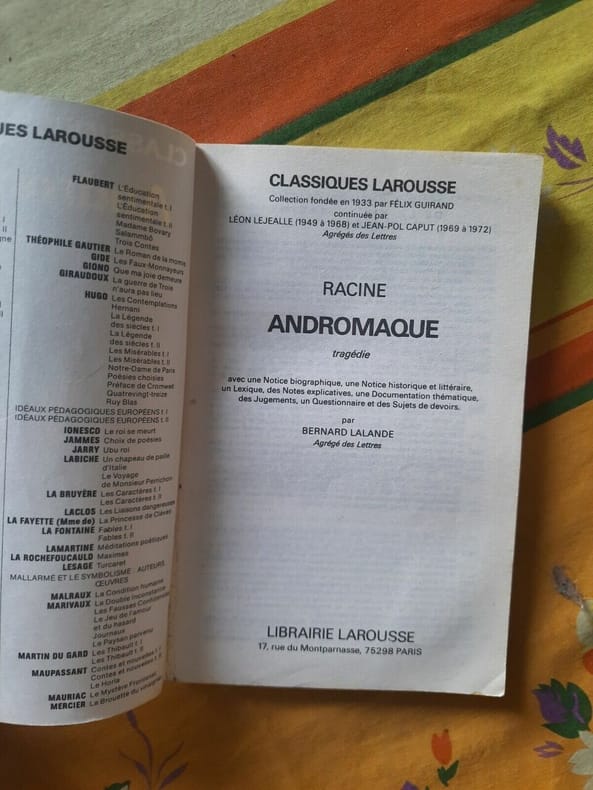 UES LAROUSSE
FLAUBERT L'Éducation
sentimentale t. I
L'Éducation
sentimentale t. II
Madame Bovary
Salammbô
Trois Contes
THÉOPHILE GAUTIER Le Roman de la momie
GIDE Les Faux-Monnayeurs
GIONO Que ma joie demeure
GIRAUDOUX La guerre de Troie
n'aura pas lieu
HUGO Les Contemplations
Hernani
La Légende
des siècles t. I
La Légende
des siècles t. II
Les Misérables t. I
Les Misérables t. II
Notre-Dame de Paris
Poésies choisies
Préface de Cromwell
Quatrevingt-treize
Ruy Blas
IDÉAUX PÉDAGOGIQUES EUROPÉENS t. I
IDÉAUX PÉDAGOGIQUES EUROPÉENS t. II
IONESCO Le roi se meurt
JAMMES Choix de poésies
JARRY Ubu roi
LABICHE Un chapeau de paille
d'Italie
Le Voyage
de Monsieur Perrichon
LA BRUYÈRE Les Caractères t. I
Les Caractères t. II
LACLOS Les Liaisons dangereuses
LA FAYETTE (Mme de) La Princesse de Clèves
LA FONTAINE Fables t. I
Fables t. II
LAMARTINE Méditations poétiques
LA ROCHEFOUCAULD Maximes
LESAGE Turcaret
MALLARMÉ ET LE SYMBOLISME : AUTEURS,
ŒUVRES
MALRAUX La Condition humaine
MARIVAUX La Double Inconstance
Les Fausses Confidences
Le Jeu de l'amour
et du hasard
Journaux
Le Paysan parvenu
MARTIN DU GARD Les Thibault t. I
Les Thibault t. II
MAUPASSANT Contes et nouvelles t. I
Contes et nouvelles t. II
Le Horla
MAURIAC Le Mystère Frontenac
MERCIER La Brouette du vinaigrier
CLASSIQUES LAROUSSE
Collection fondée en 1933 par FÉLIX GUIRAND
continuée par
LÉON LEJEALLE (1949 à 1968) et JEAN-POL CAPUT (1969 à 1972)
Agrégés des Lettres
RACINE
ANDROMAQUE
tragédie
avec une Notice biographique, une Notice historique et littéraire,
un Lexique, des Notes explicatives, une Documentation thématique,
des Jugements, un Questionnaire et des Sujets de devoirs.
par
BERNARD LALANDE
Agrégé des Lettres
LIBRAIRIE LAROUSSE
17, rue du Montparnasse, 75298 PARIS